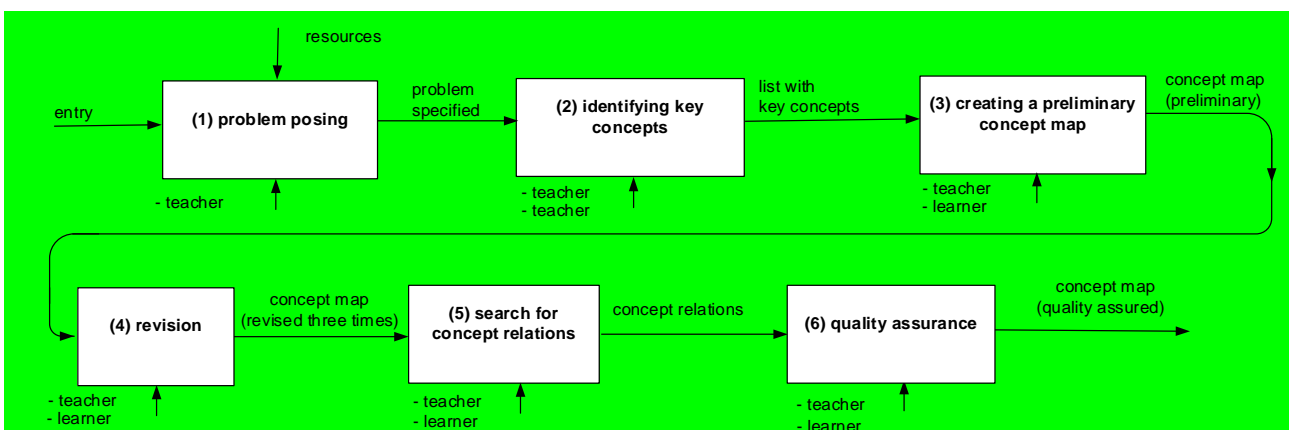 resources
entry
(1) problem posing
problem
specified
(2) identifying key
concepts
list with
key concepts
(3) creating a preliminary
concept map
concept map
(preliminary)
- teacher
- teacher
- teacher
- teacher
- learner
(4) revision
concept map
(revised three times)
(5) search for
concept relations
concept relations
(6) quality assurance
concept map
(quality assured)
- teacher
- learner
- teacher
- learner
- teacher
- learner